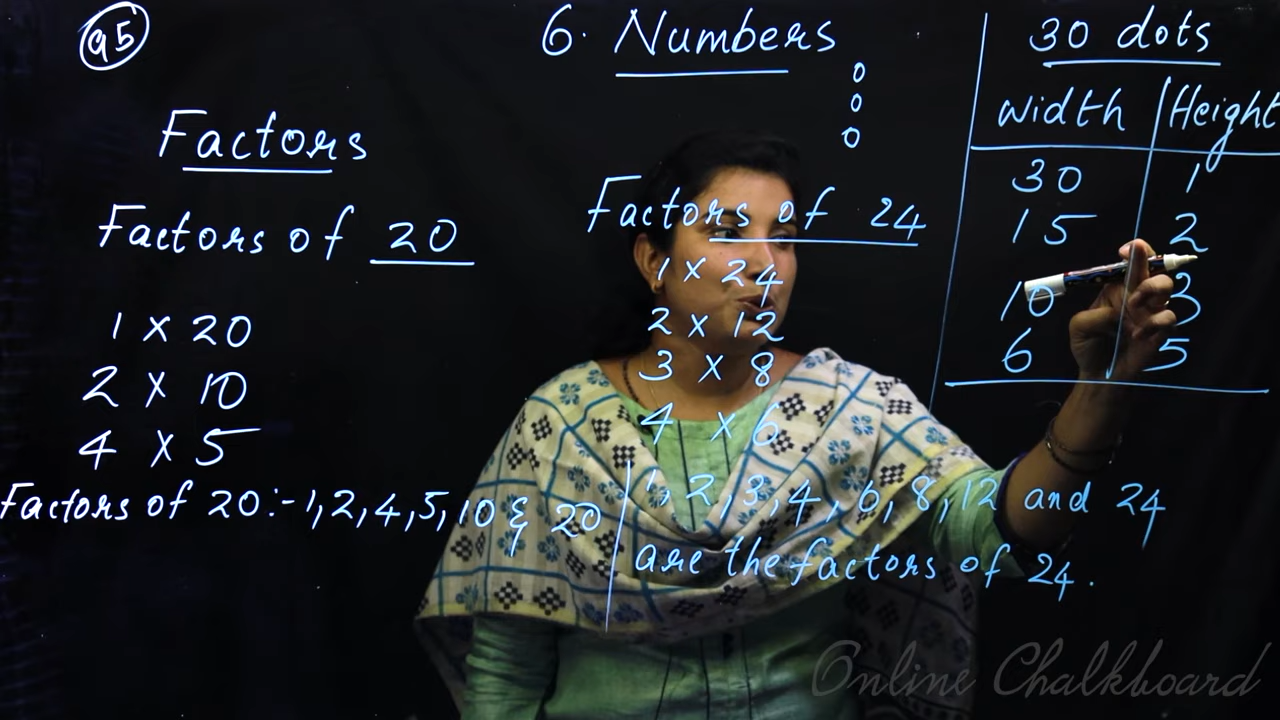 95
6. Numbers
Factors
Factors of 20
1 x 20
2 x 10
4 x 5
Factors of 20:- 1, 2, 4, 5, 10 & 20
Factors of 24
1 x 24
2 x 12
3 x 8
4 x 6
1, 2, 3, 4, 6, 8, 12 and 24
are the factors of 24.
30 dots
width Height
30 1
15 2
10 3
6 5
Online Chalkboard